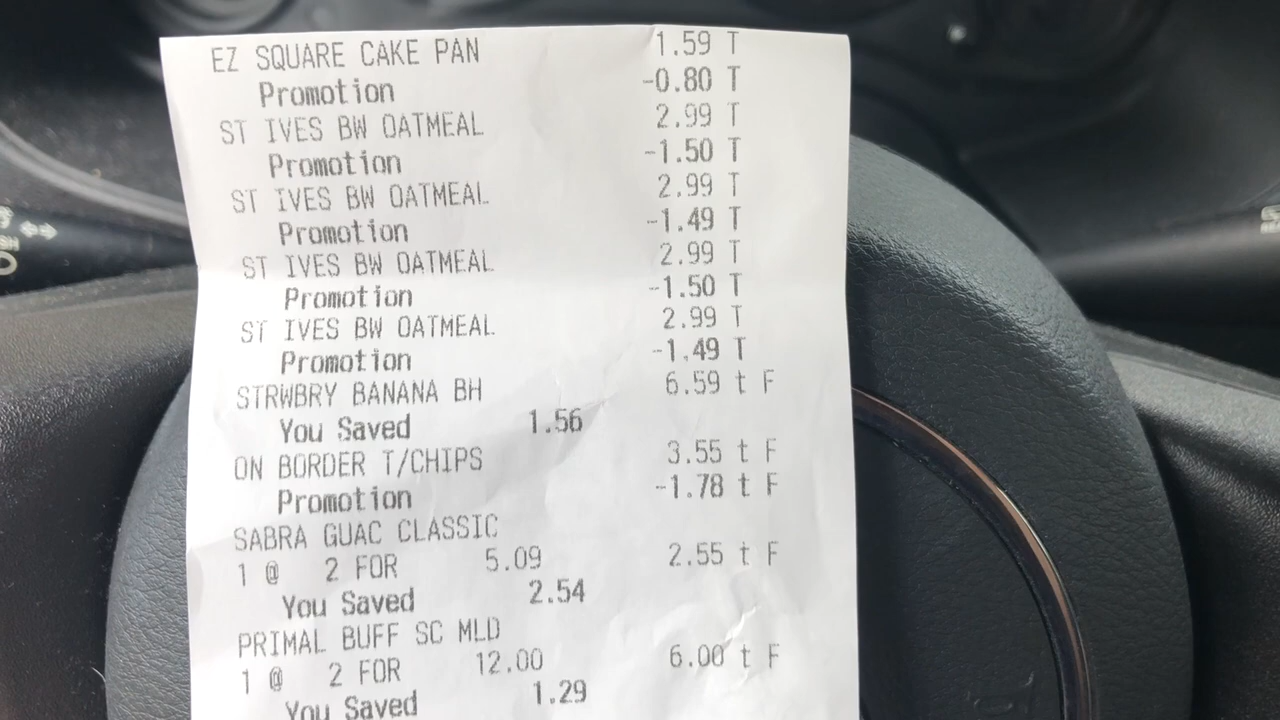 EZ SQUARE CAKE PAN 1.59 T
Promotion -0.80 T
ST IVES BW OATMEAL 2.99 T
Promotion -1.50 T
ST IVES BW OATMEAL 2.99 T
Promotion -1.49 T
ST IVES BW OATMEAL 2.99 T
Promotion -1.50 T
ST IVES BW OATMEAL 2.99 T
Promotion -1.49 T
STRWBRY BANANA BH 6.59 t F
You Saved 1.56
ON BORDER T/CHIPS 3.55 t F
Promotion -1.78 t F
SABRA GUAC CLASSIC
1 @ 2 FOR 5.09 2.55 t F
You Saved 2.54
PRIMAL BUFF SC MLD
1 @ 2 FOR 12.00 6.00 t F
You Saved 1.29